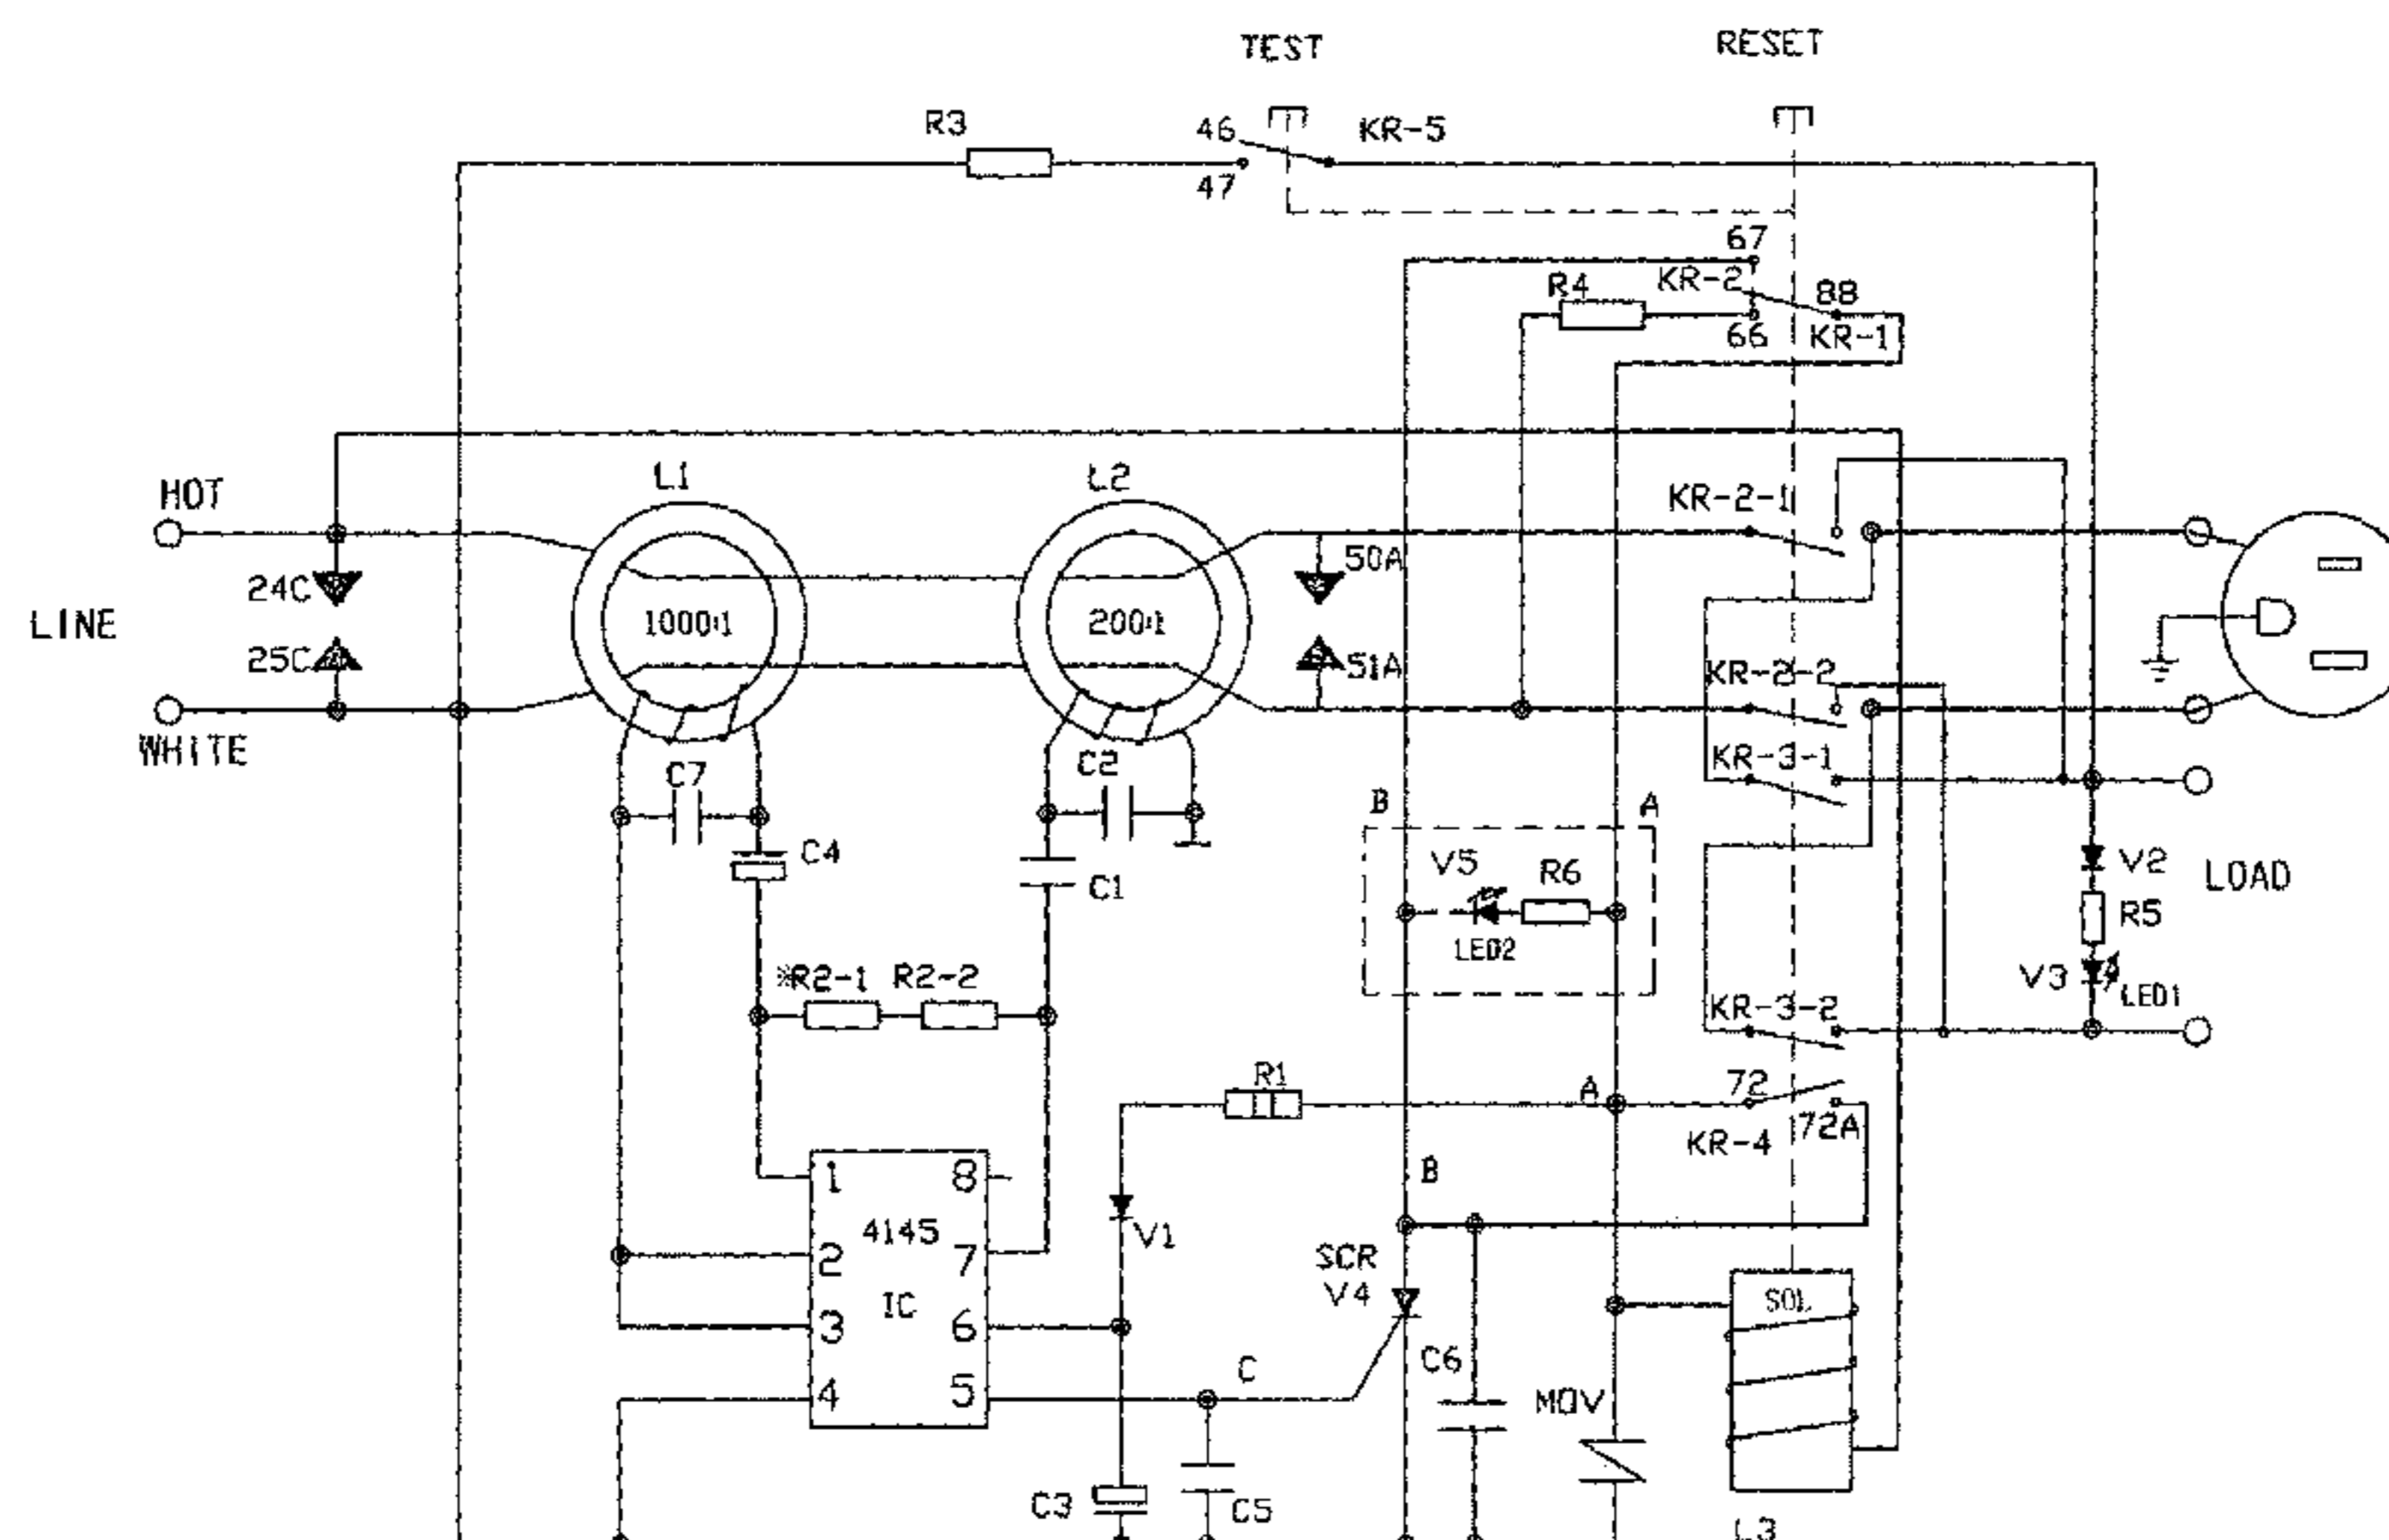 TEST
RESET
R3
46
KR-5
47
67
KR-2
88
R4
66
KR-1
HOT
L1
L2
KR-2-1
50A
24C
1000:1
200:1
LINE
25C
51A
KR-2-2
WHITE
KR-3-1
C7
C2
B
A
C4
C1
V5
R6
LED2
V2
LOAD
R5
V3
LED1
※R2-1
R2-2
KR-3-2
R1
A
72
72A
KR-4
B
1
8
4145
V1
2
7
SCR
V4
IC
SOL
3
6
C6
C
4
5
MOV
C3
C5
L3